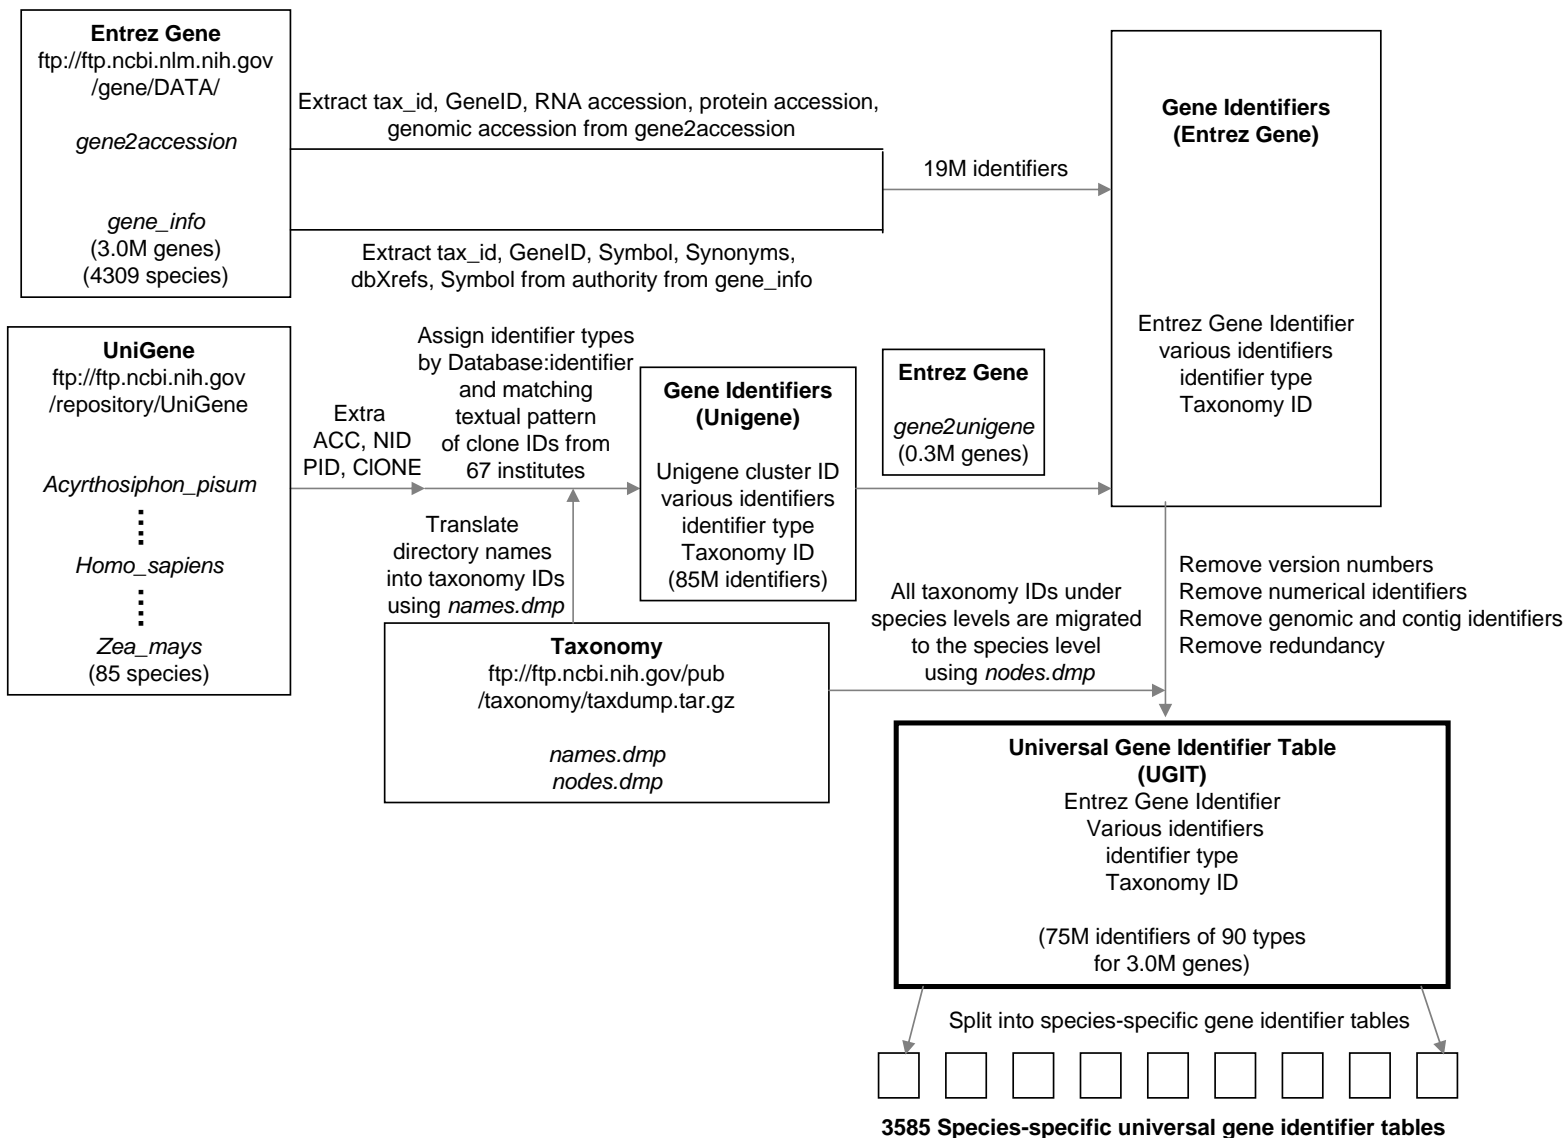 Entrez Gene
ftp://ftp.ncbi.nlm.nih.gov
/gene/DATA/
gene2accession
gene_info
(3.0M genes)
(4309 species)
Extract tax_id, GeneID, RNA accession, protein accession,
genomic accession from gene2accession
19M identifiers
Extract tax_id, GeneID, Symbol, Synonyms,
dbXrefs, Symbol from authority from gene_info
Gene Identifiers
(Entrez Gene)
Entrez Gene Identifier
various identifiers
identifier type
Taxonomy ID
UniGene
ftp://ftp.ncbi.nih.gov
/repository/UniGene
Acyrthosiphon_pisum
Homo_sapiens
Zea_mays
(85 species)
Extra
ACC, NID
PID, ClONE
Assign identifier types
by Database:identifier
and matching
textual pattern
of clone IDs from
67 institutes
Translate
directory names
into taxonomy IDs
using names.dmp
Gene Identifiers
(Unigene)
Unigene cluster ID
various identifiers
identifier type
Taxonomy ID
(85M identifiers)
Entrez Gene
gene2unigene
(0.3M genes)
Taxonomy
ftp://ftp.ncbi.nih.gov/pub
/taxonomy/taxdump.tar.gz
names.dmp
nodes.dmp
All taxonomy IDs under
species levels are migrated
to the species level
using nodes.dmp
Remove version numbers
Remove numerical identifiers
Remove genomic and contig identifiers
Remove redundancy
Universal Gene Identifier Table
(UGIT)
Entrez Gene Identifier
Various identifiers
identifier type
Taxonomy ID
(75M identifiers of 90 types
for 3.0M genes)
Split into species-specific gene identifier tables
3585 Species-specific universal gene identifier tables